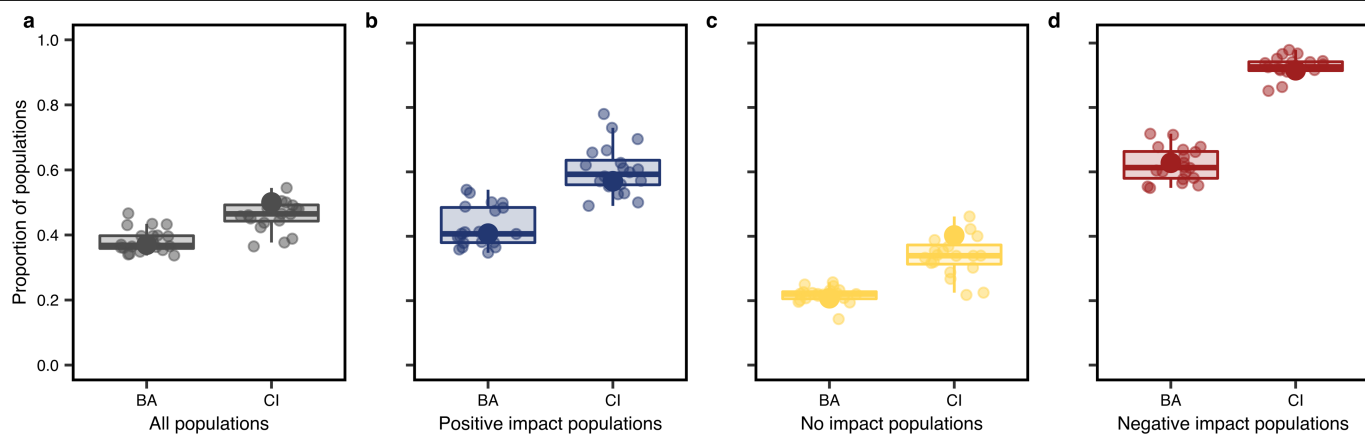 a b c d
Proportion of populations
1.0
0.8
0.6
0.4
0.2
0.0
BA CI BA CI BA CI BA CI
All populations Positive impact populations No impact populations Negative impact populations